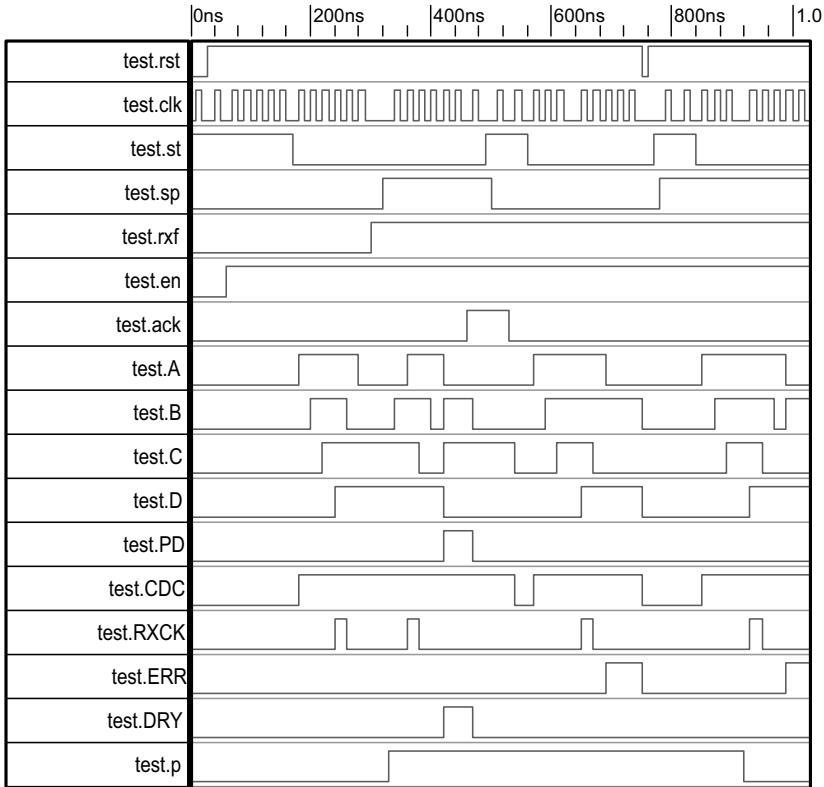 0ns 200ns 400ns 600ns 800ns 1.0
test.rst
test.clk
test.st
test.sp
test.rxf
test.en
test.ack
test.A
test.B
test.C
test.D
test.PD
test.CDC
test.RXCK
test.ERR
test.DRY
test.p